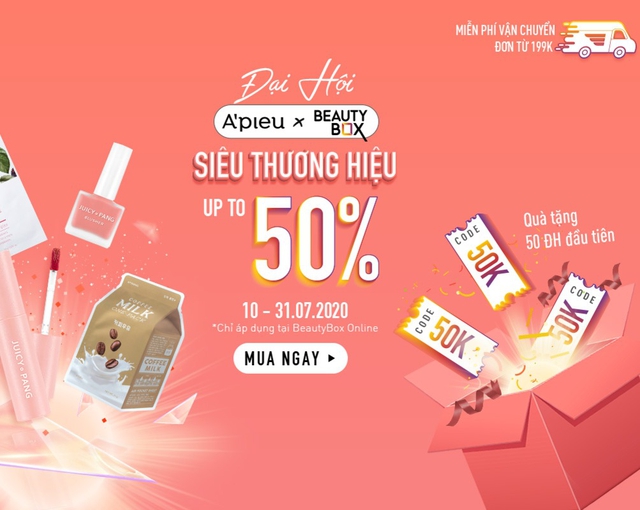 MIỄN PHÍ VẬN CHUYỂN
ĐƠN TỪ 199K
Đại Hội
A'PIEU x BEAUTY BOX
SIÊU THƯƠNG HIỆU
UP TO 50%
10 – 31.07.2020
*Chỉ áp dụng tại BeautyBox Online
MUA NGAY
Quà tặng
50 ĐH đầu tiên
CODE 50K
CODE 50K
CODE 50K
JUICY+PANG
JUICY+PANG
COFFEE
MILK
COFFEE
MILK